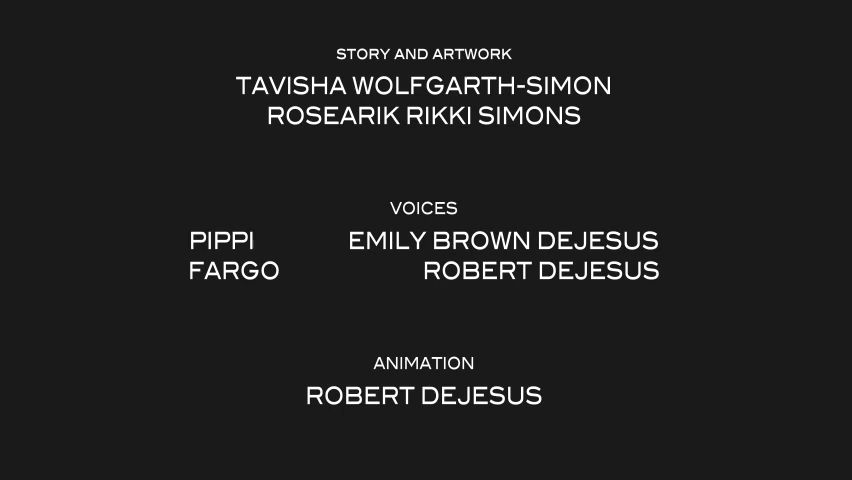 STORY AND ARTWORK
TAVISHA WOLFGARTH-SIMON
ROSEARIK RIKKI SIMONS
VOICES
PIPPI EMILY BROWN DEJESUS
FARGO ROBERT DEJESUS
ANIMATION
ROBERT DEJESUS